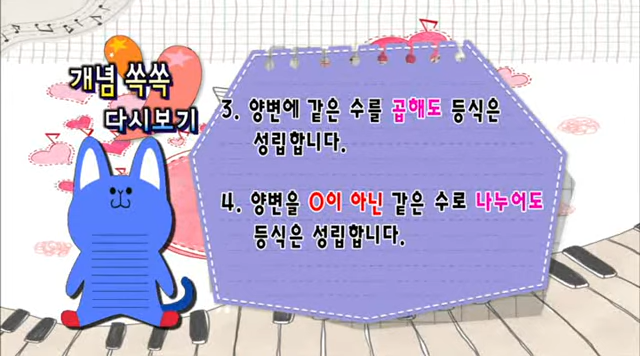 개념 쏙쏙
다시보기
3. 양변에 같은 수를 곱해도 등식은
성립합니다.
4. 양변을 0이 아닌 같은 수로 나누어도
등식은 성립합니다.